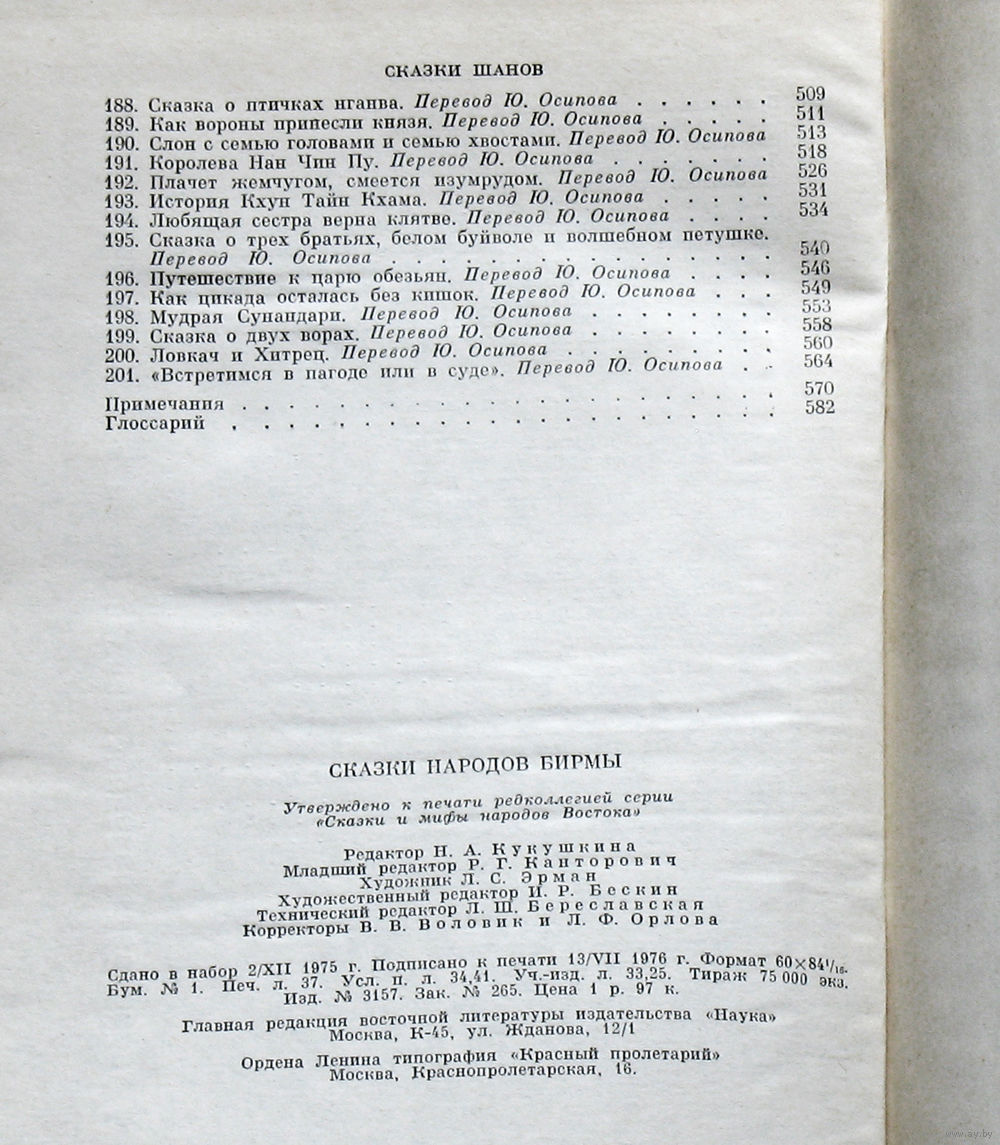 СКАЗКИ ШАНОВ
188. Сказка о птичках нганва. Перевод Ю. Осипова . . . . . . 509
189. Как вороны принесли князя. Перевод Ю. Осипова . . . . . 511
190. Слон с семью головами и семью хвостами. Перевод Ю. Осипова 513
191. Королева Нан Чин Пу. Перевод Ю. Осипова . . . . . . . 518
192. Плачет жемчугом, смеется изумрудом. Перевод Ю. Осипова 526
193. История Кхун Тайн Кхама. Перевод Ю. Осипова . . . . . 531
194. Любящая сестра верна клятве. Перевод Ю. Осипова . . . . 534
195. Сказка о трех братьях, белом буйволе и волшебном петушке.
Перевод Ю. Осипова . . . . . . . . . . . . . . . 540
196. Путешествие к царю обезьян. Перевод Ю. Осипова . . . . 546
197. Как цикада осталась без кишок. Перевод Ю. Осипова . . . 549
198. Мудрая Сунандари. Перевод Ю. Осипова . . . . . . . . 553
199. Сказка о двух ворах. Перевод Ю. Осипова . . . . . . . . 558
200. Ловкач и Хитрец. Перевод Ю. Осипова . . . . . . . . 560
201. «Встретимся в пагоде или в суде». Перевод Ю. Осипова . . 564
Примечания . . . . . . . . . . . . . . . . . . . . 570
Глоссарий . . . . . . . . . . . . . . . . . . . . . 582
СКАЗКИ НАРОДОВ БИРМЫ
Утверждено к печати редколлегией серии
«Сказки и мифы народов Востока»
Редактор Н. А. Кукушкина
Младший редактор Р. Г. Канторович
Художник Л. С. Эрман
Художественный редактор И. Р. Бескин
Технический редактор Л. Ш. Береславская
Корректоры В. В. Воловик и Л. Ф. Орлова
Сдано в набор 2/XII 1975 г. Подписано к печати 13/VII 1976 г. Формат 60×84 1/16.
Бум. № 1. Печ. л. 37. Усл. п. л. 34,41. Уч.-изд. л. 33,25. Тираж 75 000 экз.
Изд. № 3157. Зак. № 265. Цена 1 р. 97 к.
Главная редакция восточной литературы издательства «Наука»
Москва, К-45, ул. Жданова, 12/1
Ордена Ленина типография «Красный пролетарий»
Москва, Краснопролетарская, 16.
www.ay.by